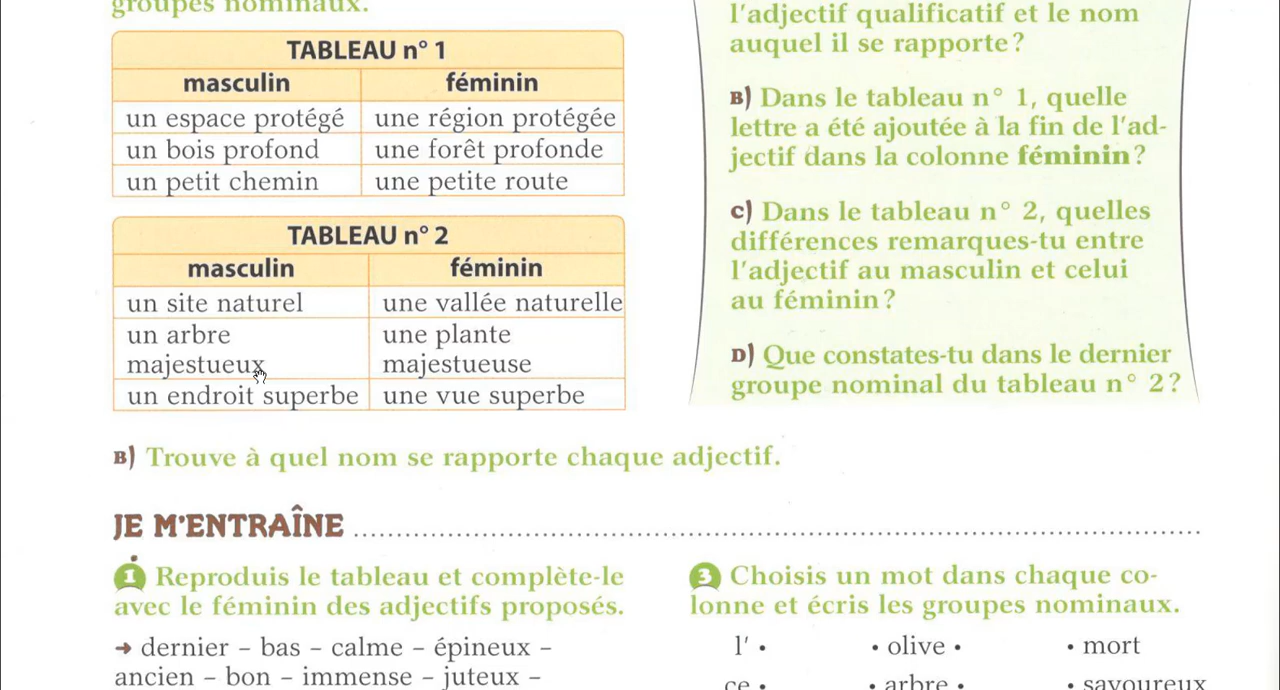 groupes nominaux.
TABLEAU n° 1
masculin féminin
un espace protégé une région protégée
un bois profond une forêt profonde
un petit chemin une petite route
TABLEAU n° 2
masculin féminin
un site naturel une vallée naturelle
un arbre une plante
majestueux majestueuse
un endroit superbe une vue superbe
B) Trouve à quel nom se rapporte chaque adjectif.
l'adjectif qualificatif et le nom
auquel il se rapporte ?
B) Dans le tableau n° 1, quelle
lettre a été ajoutée à la fin de l'ad-
jectif dans la colonne féminin ?
C) Dans le tableau n° 2, quelles
différences remarques-tu entre
l'adjectif au masculin et celui
au féminin ?
D) Que constates-tu dans le dernier
groupe nominal du tableau n° 2 ?
JE M'ENTRAÎNE
1 Reproduis le tableau et complète-le
avec le féminin des adjectifs proposés.
➔ dernier – bas – calme – épineux –
ancien – bon – immense – juteux –
3 Choisis un mot dans chaque co-
lonne et écris les groupes nominaux.
l' • • olive • • mort
ce • • arbre • • savoureux